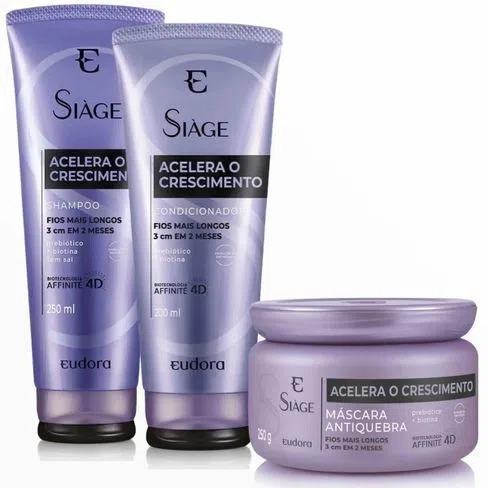 E
SIÀGE
ACELERA O
CRESCIMEN
SHAMPOO
FIOS MAIS LONGOS
3 cm EM 2 MESES
prebiótico
+ biotina
sem sal
BIOTECNOLOGIA
AFFINITÉ 4D
250 ml
eudora
E
SIÀGE
ACELERA O
CRESCIMENTO
CONDICIONADOR
FIOS MAIS LONGOS
3 cm EM 2 MESES
prebiótico
+ biotina
BIOTECNOLOGIA
AFFINITÉ 4D
200 ml
eudora
E
SIÀGE
eudora
250 g
ACELERA O CRESCIMENTO
MÁSCARA
ANTIQUEBRA
prebiótico
+ biotina
FIOS MAIS LONGOS
3 cm EM 2 MESES
BIOTECNOLOGIA
AFFINITÉ 4D